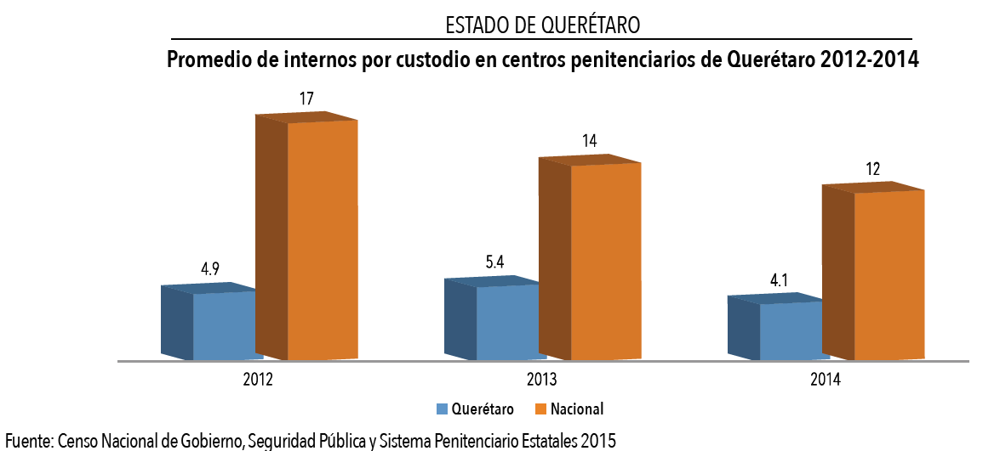 ESTADO DE QUERÉTARO
Promedio de internos por custodio en centros penitenciarios de Querétaro 2012-2014
17
14
12
4.9
5.4
4.1
2012
2013
2014
Querétaro
Nacional
Fuente: Censo Nacional de Gobierno, Seguridad Pública y Sistema Penitenciario Estatales 2015